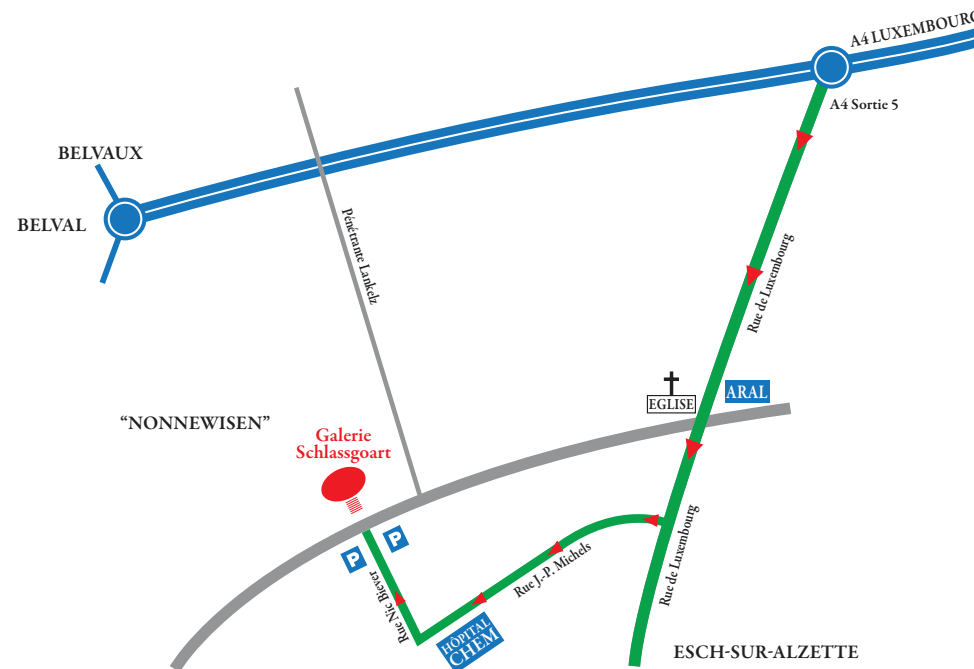 A4 LUXEMBOURG
A4 Sortie 5
BELVAUX
BELVAL
Pénétrante Lankelz
Rue de Luxembourg
EGLISE
ARAL
“NONNEWISEN”
Galerie
Schlassgoart
P
P
Rue Nic Biever
Rue J.-P. Michels
HÔPITAL
CHEM
Rue de Luxembourg
ESCH-SUR-ALZETTE